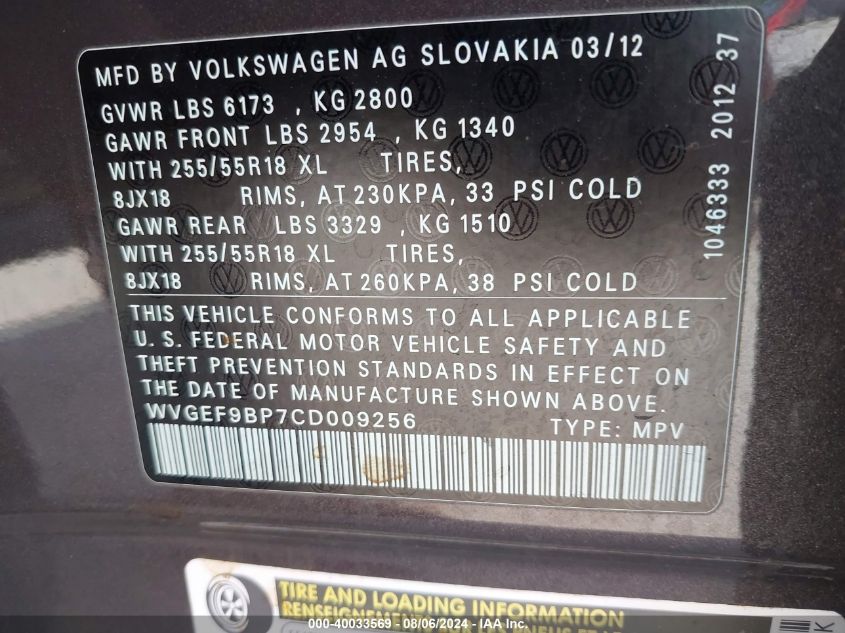 MFD BY VOLKSWAGEN AG SLOVAKIA 03/12
GVWR LBS 6173 , KG 2800
GAWR FRONT LBS 2954 , KG 1340
WITH 255/55R18 XL TIRES,
8JX18 RIMS, AT 230KPA, 33 PSI COLD
GAWR REAR LBS 3329 , KG 1510
WITH 255/55R18 XL TIRES,
8JX18 RIMS, AT 260KPA, 38 PSI COLD
THIS VEHICLE CONFORMS TO ALL APPLICABLE
U. S. FEDERAL MOTOR VEHICLE SAFETY AND
THEFT PREVENTION STANDARDS IN EFFECT ON
THE DATE OF MANUFACTURE SHOWN ABOVE.
WVGEF9BP7CD009256 TYPE: MPV
1046333 2012 37
TIRE AND LOADING INFORMATION
000-40033569 - 08/06/2024 - IAA Inc.